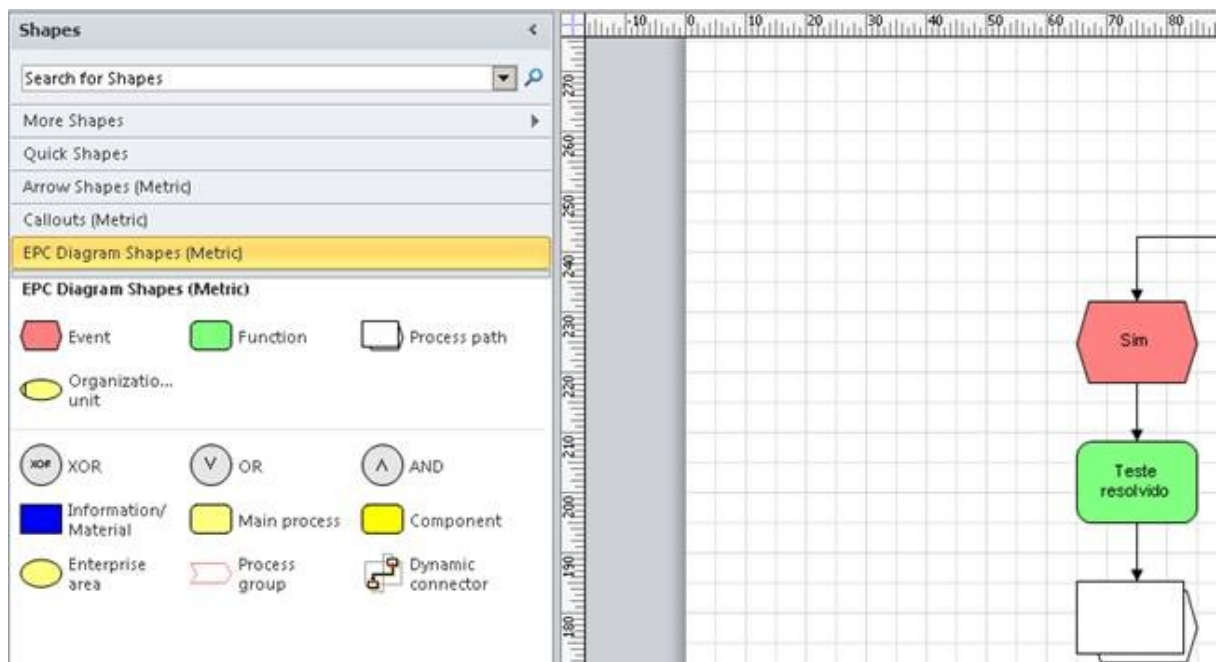 Shapes
Search for Shapes
More Shapes
Quick Shapes
Arrow Shapes (Metric)
Callouts (Metric)
EPC Diagram Shapes (Metric)
EPC Diagram Shapes (Metric)
Event
Function
Process path
Organizatio...
unit
XOR
XOR
V
OR
Λ
AND
Information/
Material
Main process
Component
Enterprise
area
Process
group
Dynamic
connector
-10 0 10 20 30 40 50 60 70 80
270
260
250
240
230
220
210
200
190
180
Sim
Teste
resolvido